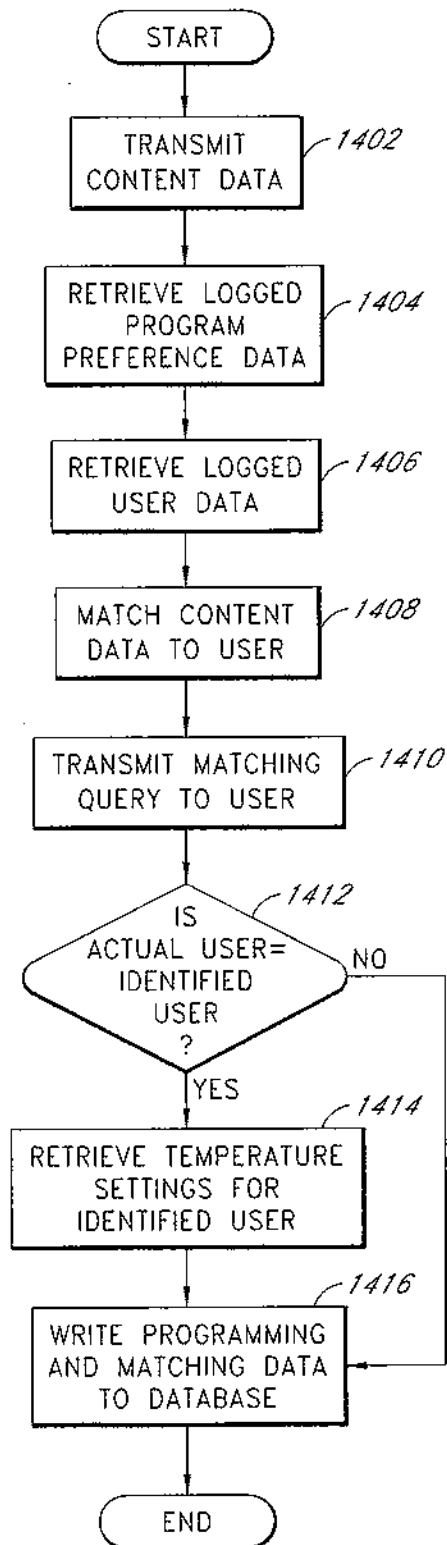 START
TRANSMIT
CONTENT DATA
1402
RETRIEVE LOGGED
PROGRAM
PREFERENCE DATA
1404
RETRIEVE LOGGED
USER DATA
1406
MATCH CONTENT
DATA TO USER
1408
TRANSMIT MATCHING
QUERY TO USER
1410
IS
ACTUAL USER=
IDENTIFIED
USER
?
1412
NO
YES
RETRIEVE TEMPERATURE
SETTINGS FOR
IDENTIFIED USER
1414
WRITE PROGRAMMING
AND MATCHING DATA
TO DATABASE
1416
END